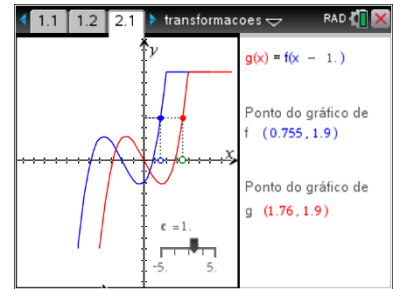 1.1 1.2 2.1 transformacoes RAD
y
x
c =1.
-5. 5.
g(x) = f(x - 1.)
Ponto do gráfico de
f (0.755,1.9)
Ponto do gráfico de
g (1.76,1.9)